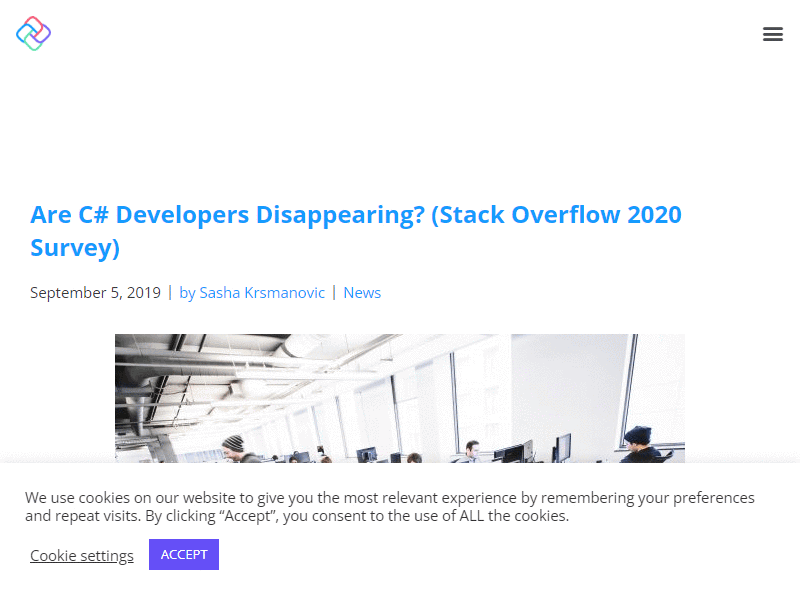 Are C# Developers Disappearing? (Stack Overflow 2020
Survey)
September 5, 2019 | by Sasha Krsmanovic | News
We use cookies on our website to give you the most relevant experience by remembering your preferences
and repeat visits. By clicking “Accept”, you consent to the use of ALL the cookies.
Cookie settings
ACCEPT